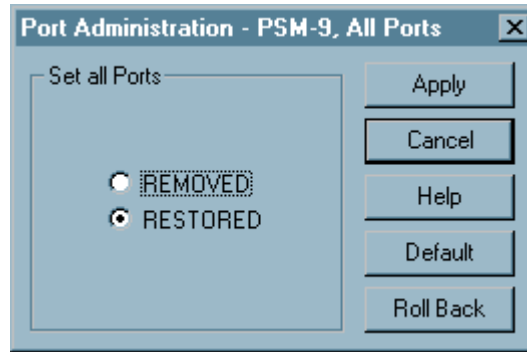 Port Administration - PSM-9, All Ports
Set all Ports
REMOVED
RESTORED
Apply
Cancel
Help
Default
Roll Back